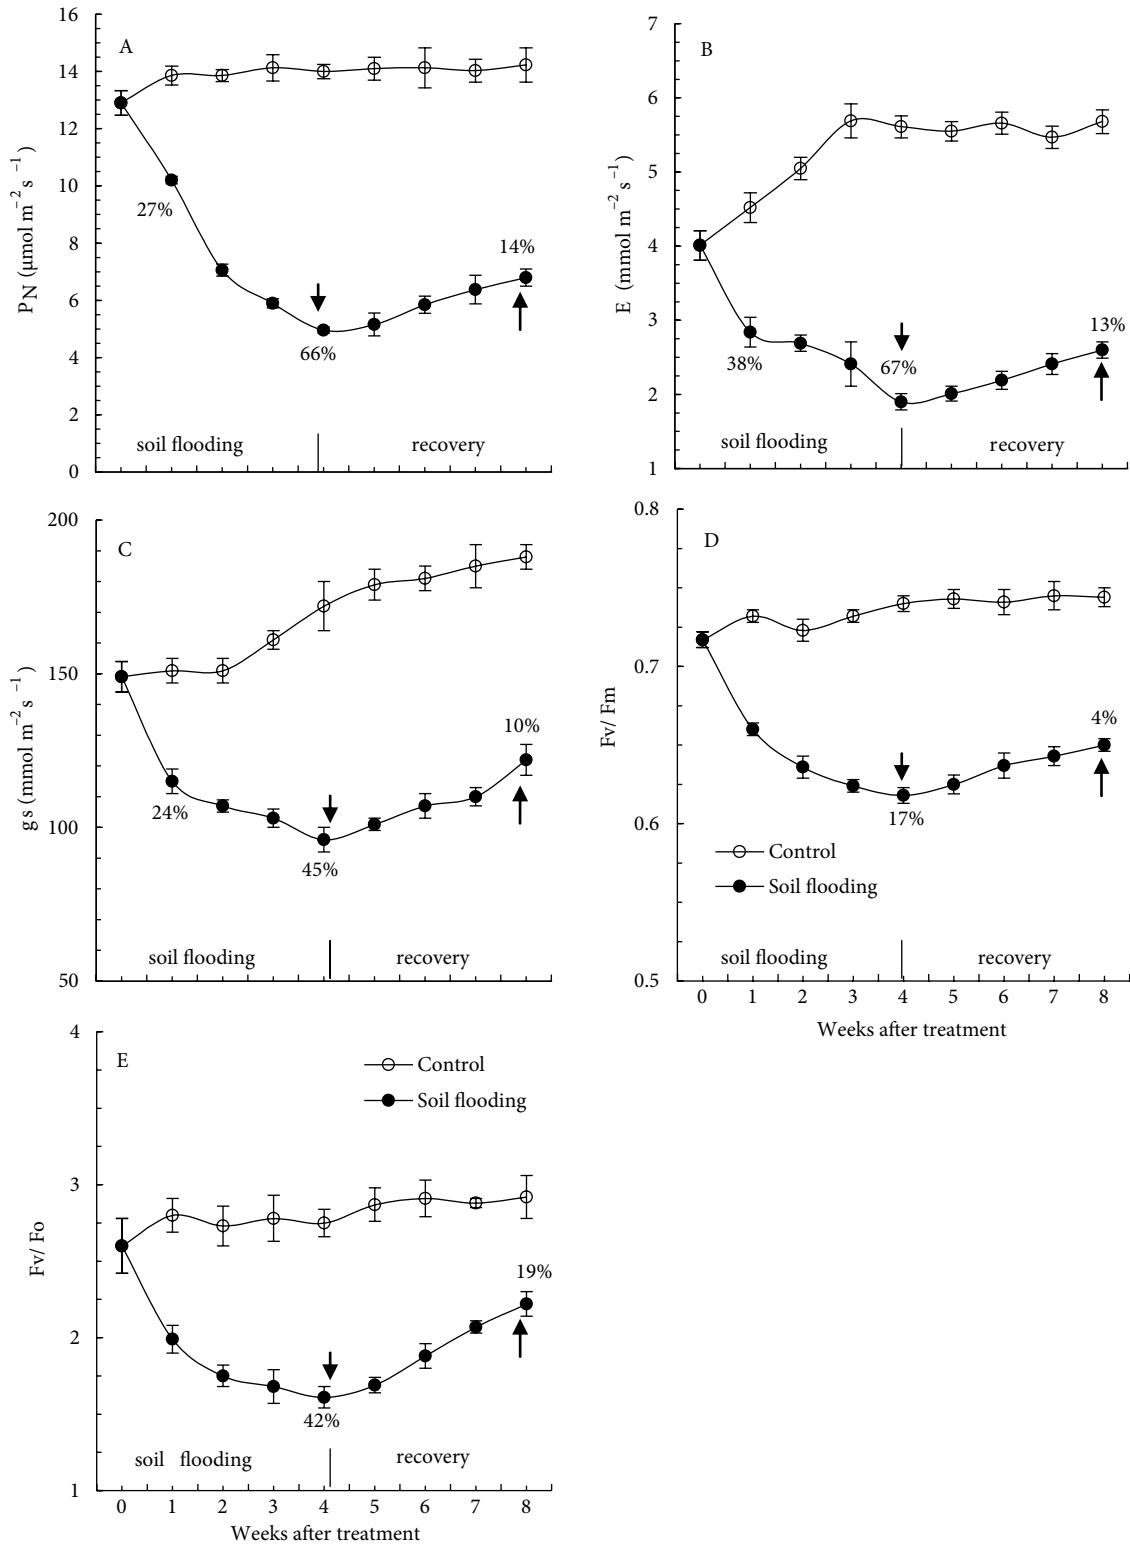 A
16
14
12
10
8
6
4
2
0
PN (μmol m−2 s −1)
27%
66%
14%
soil flooding
recovery
B
7
6
5
4
3
2
1
E (mmol m−2 s−1)
38%
67%
13%
soil flooding
recovery
C
200
150
100
50
gs (mmol m−2 s −1)
24%
45%
10%
soil flooding
recovery
D
0.8
0.7
0.6
0.5
Fv/ Fm
17%
4%
Control
Soil flooding
soil flooding
recovery
0 1 2 3 4 5 6 7 8
Weeks after treatment
E
4
3
2
1
Fv/ Fo
Control
Soil flooding
42%
19%
soil flooding
recovery
0 1 2 3 4 5 6 7 8
Weeks after treatment